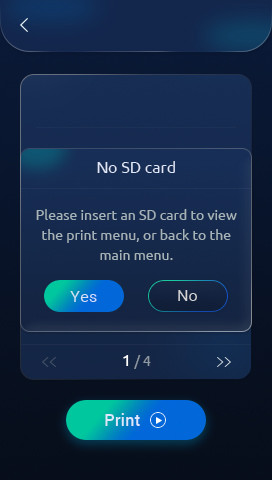 No SD card
Please insert an SD card to view
the print menu, or back to the
main menu.
Yes No
1 / 4
Print